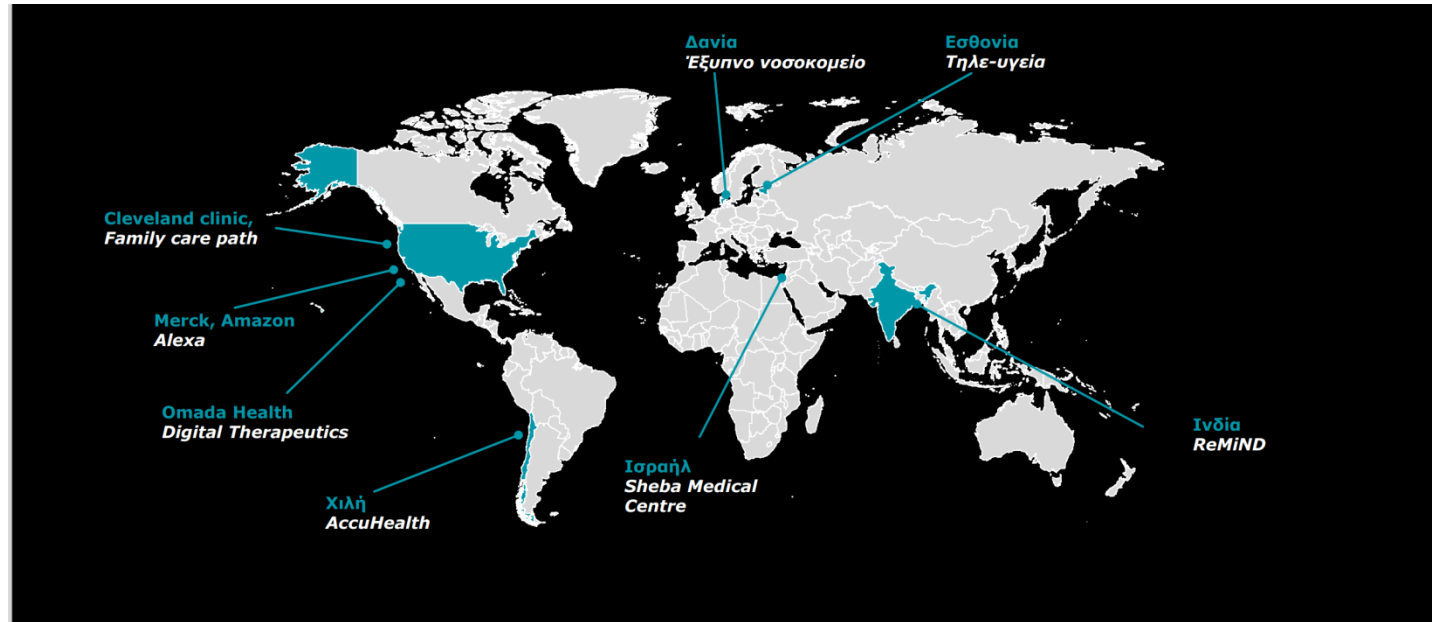 Δανία
Έξυπνο νοσοκομείο
Εσθονία
Τηλε-υγεία
Cleveland clinic,
Family care path
Merck, Amazon
Alexa
Omada Health
Digital Therapeutics
Χιλή
AccuHealth
Ισραήλ
Sheba Medical
Centre
Ινδία
ReMiND